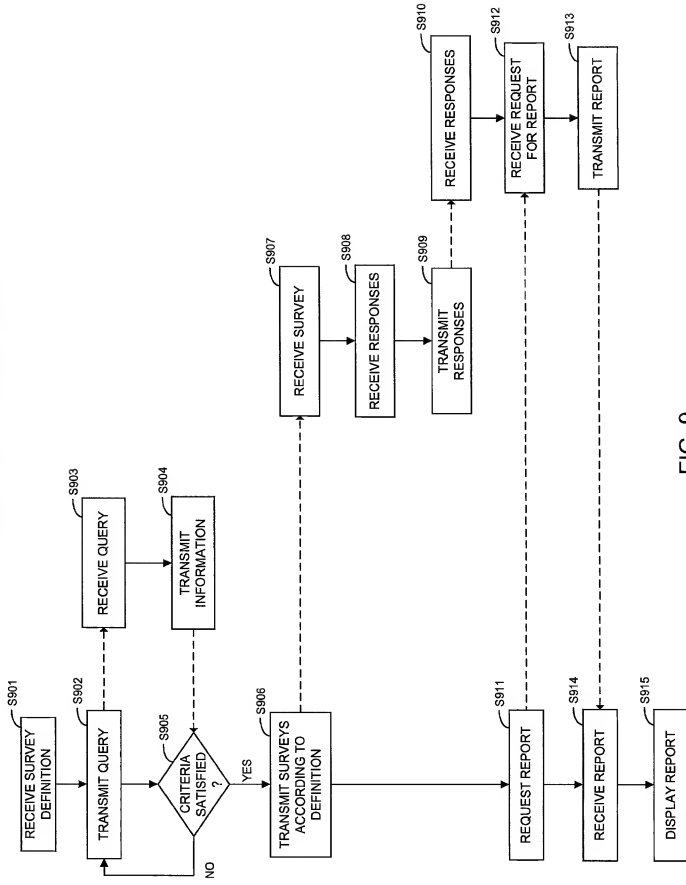 S901
RECEIVE SURVEY
DEFINITION
S902
TRANSMIT QUERY
S903
RECEIVE QUERY
S904
TRANSMIT
INFORMATION
S905
CRITERIA
SATISFIED
?
NO
YES
S906
TRANSMIT SURVEYS
ACCORDING TO
DEFINITION
S907
RECEIVE SURVEY
S908
RECEIVE RESPONSES
S909
TRANSMIT
RESPONSES
S910
RECEIVE RESPONSES
S911
REQUEST REPORT
S912
RECEIVE REQUEST
FOR REPORT
S913
TRANSMIT REPORT
S914
RECEIVE REPORT
S915
DISPLAY REPORT
FIG. 9